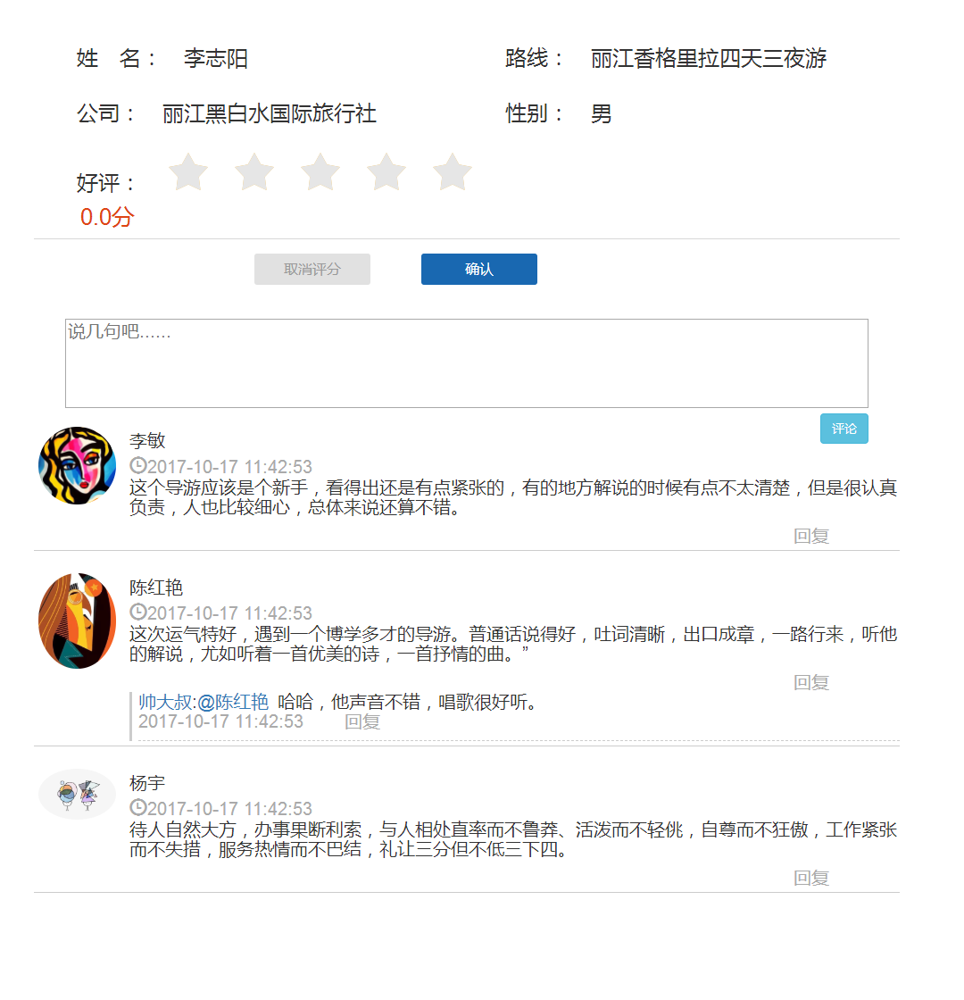 姓　名： 李志阳 路线： 丽江香格里拉四天三夜游
公司： 丽江黑白水国际旅行社 性别： 男
好评：
0.0分
取消评分 确认
说几句吧......
评论
李敏
2017-10-17 11:42:53
这个导游应该是个新手，看得出还是有点紧张的，有的地方解说的时候有点不太清楚，但是很认真
负责，人也比较细心，总体来说还算不错。
回复
陈红艳
2017-10-17 11:42:53
这次运气特好，遇到一个博学多才的导游。普通话说得好，吐词清晰，出口成章，一路行来，听他
的解说，尤如听着一首优美的诗，一首抒情的曲。”
回复
帅大叔:@陈红艳 哈哈，他声音不错，唱歌很好听。
2017-10-17 11:42:53 回复
杨宇
2017-10-17 11:42:53
待人自然大方，办事果断利索，与人相处直率而不鲁莽、活泼而不轻佻，自尊而不狂傲，工作紧张
而不失措，服务热情而不巴结，礼让三分但不低三下四。
回复